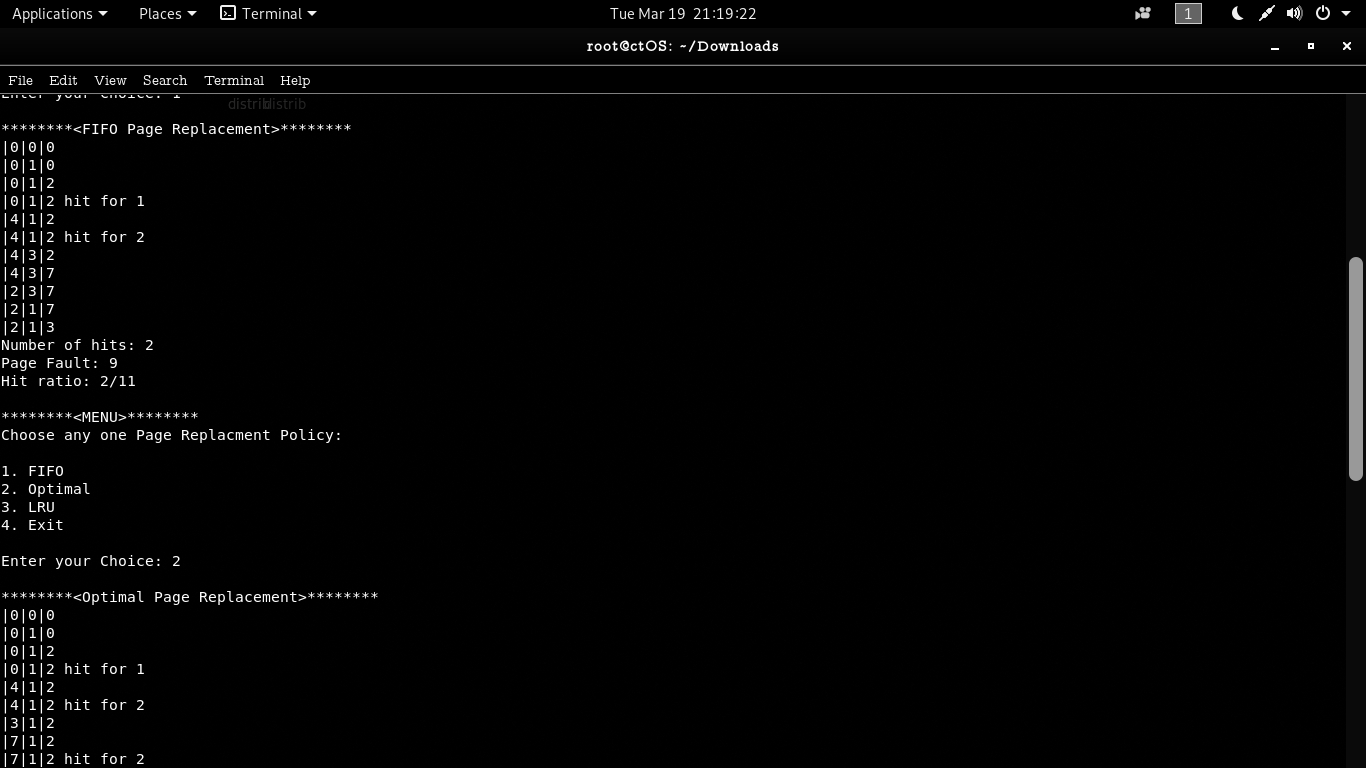 Applications Places Terminal Tue Mar 19 21:19:22 1
root@ctOS: ~/Downloads
File Edit View Search Terminal Help
Enter your Choice: 1
distrib distrib
********<FIFO Page Replacement>********
|0|0|0
|0|1|0
|0|1|2
|0|1|2 hit for 1
|4|1|2
|4|1|2 hit for 2
|4|3|2
|4|3|7
|2|3|7
|2|1|7
|2|1|3
Number of hits: 2
Page Fault: 9
Hit ratio: 2/11
********<MENU>********
Choose any one Page Replacment Policy:
1. FIFO
2. Optimal
3. LRU
4. Exit
Enter your Choice: 2
********<Optimal Page Replacement>********
|0|0|0
|0|1|0
|0|1|2
|0|1|2 hit for 1
|4|1|2
|4|1|2 hit for 2
|3|1|2
|7|1|2
|7|1|2 hit for 2